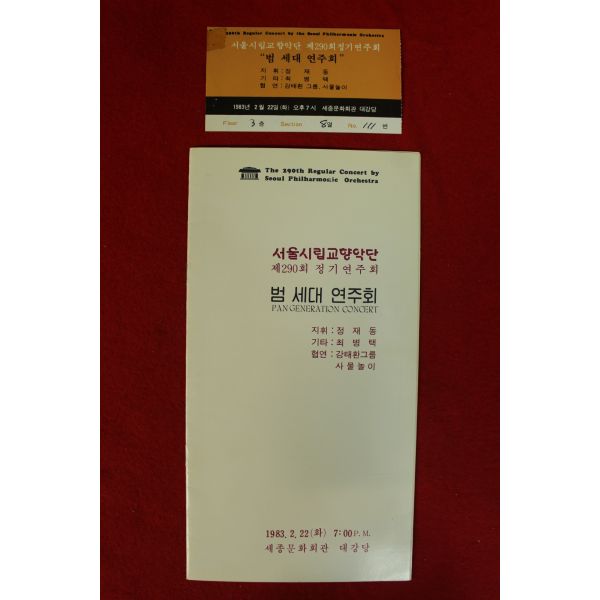 290th Regular Concert by the Seoul Philharmonic Orchestra
서울시립교향악단 제290회정기연주회
"범 세대 연주회"
지 휘 : 정 재 동
기 타 : 최 병 택
협 연 : 강태환 그룹, 사물놀이
1983년 2월 22일(화) 오후7시 세종문화회관 대강당
Floor 3 층 Section 8열 No. 111 번
The 290th Regular Concert by
Seoul Philharmonic Orchestra
서울시립교향악단
제290회 정기연주회
범 세대 연주회
PAN GENERATION CONCERT
지휘 : 정 재 동
기타 : 최 병 택
협연 : 강태환그룹
사물놀이
1983. 2. 22(화) 7:00 P.M.
세종문화회관 대강당